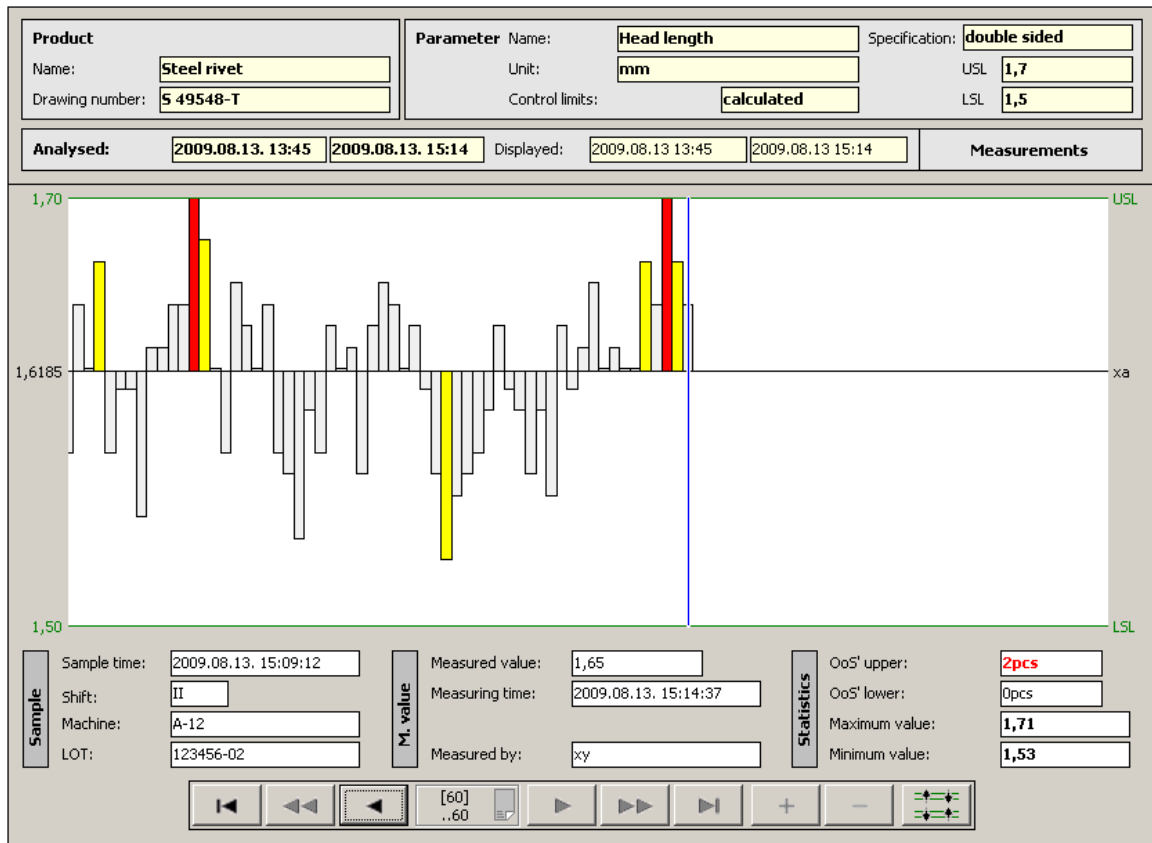 Product
Name: Steel rivet
Drawing number: S 49548-T
Parameter Name: Head length Specification: double sided
Unit: mm USL 1,7
Control limits: calculated LSL 1,5
Analysed: 2009.08.13. 13:45 2009.08.13. 15:14 Displayed: 2009.08.13 13:45 2009.08.13 15:14 Measurements
1,70 USL
1,6185 xa
1,50 LSL
Sample
Sample time: 2009.08.13. 15:09:12
Shift: II
Machine: A-12
LOT: 123456-02
M. value
Measured value: 1,65
Measuring time: 2009.08.13. 15:14:37
Measured by: xy
Statistics
OoS' upper: 2pcs
OoS' lower: 0pcs
Maximum value: 1,71
Minimum value: 1,53
[60]
..60